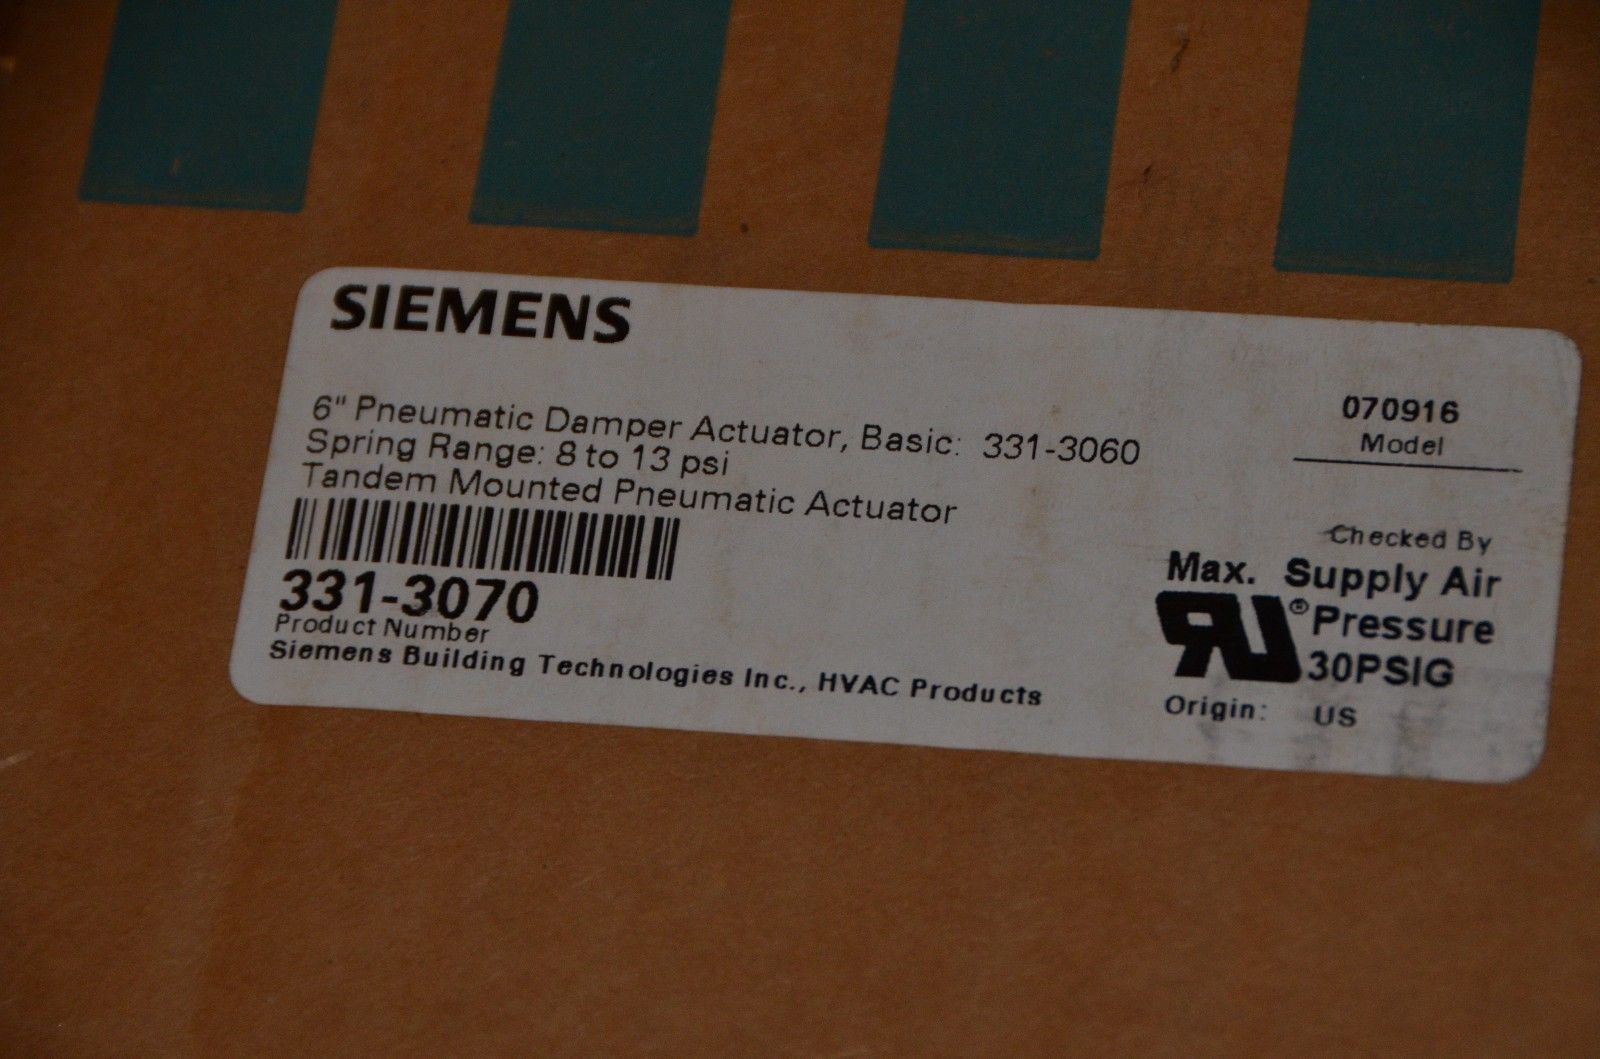 SIEMENS
6" Pneumatic Damper Actuator, Basic: 331-3060
Spring Range: 8 to 13 psi
Tandem Mounted Pneumatic Actuator
331-3070
Product Number
Siemens Building Technologies Inc., HVAC Products
070916
Model
Checked By
Max. Supply Air
® Pressure
30PSIG
Origin: US